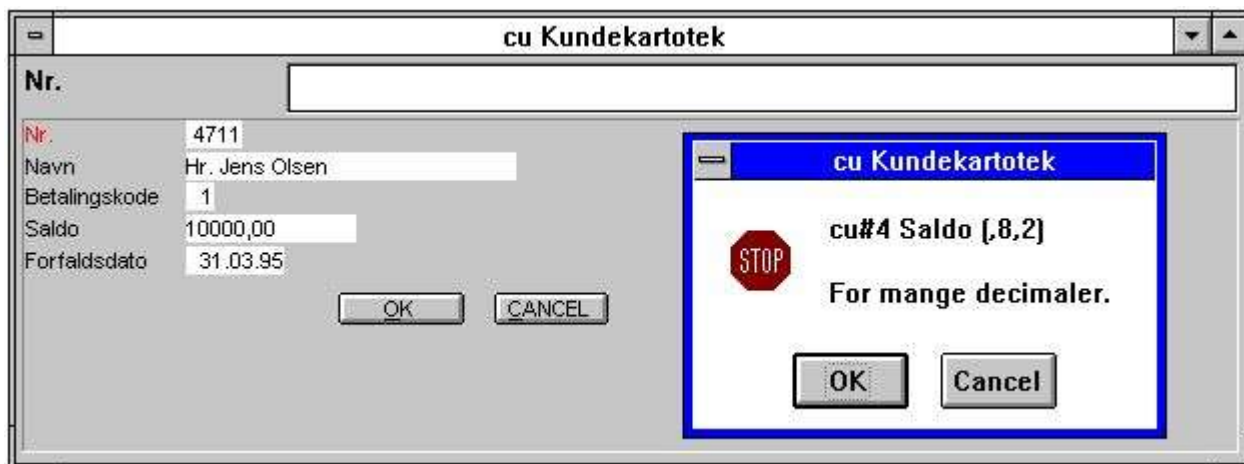 cu Kundekartotek
Nr.
Nr. 4711
Navn Hr. Jens Olsen
Betalingskode 1
Saldo 10000,00
Forfaldsdato 31.03.95
OK CANCEL
cu Kundekartotek
STOP
cu#4 Saldo (,8,2)
For mange decimaler.
OK Cancel